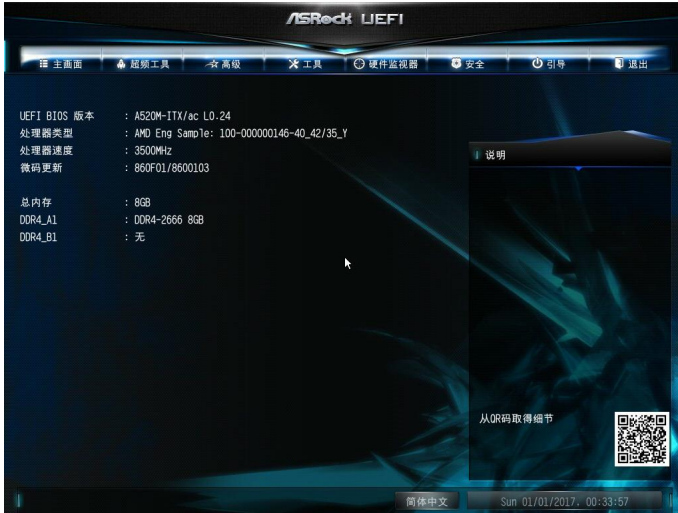 ASRock UEFI
主画面 超频工具 高级 工具 硬件监视器 安全 引导 退出
UEFI BIOS 版本 : A520M-ITX/ac L0.24
处理器类型 : AMD Eng Sample: 100-000000146-40_42/35_Y
处理器速度 : 3500MHz
微码更新 : 860F01/8600103
总内存 : 8GB
DDR4_A1 : DDR4-2666 8GB
DDR4_B1 : 无
说明
从QR码取得细节
简体中文 Sun 01/01/2017. 00:33:57